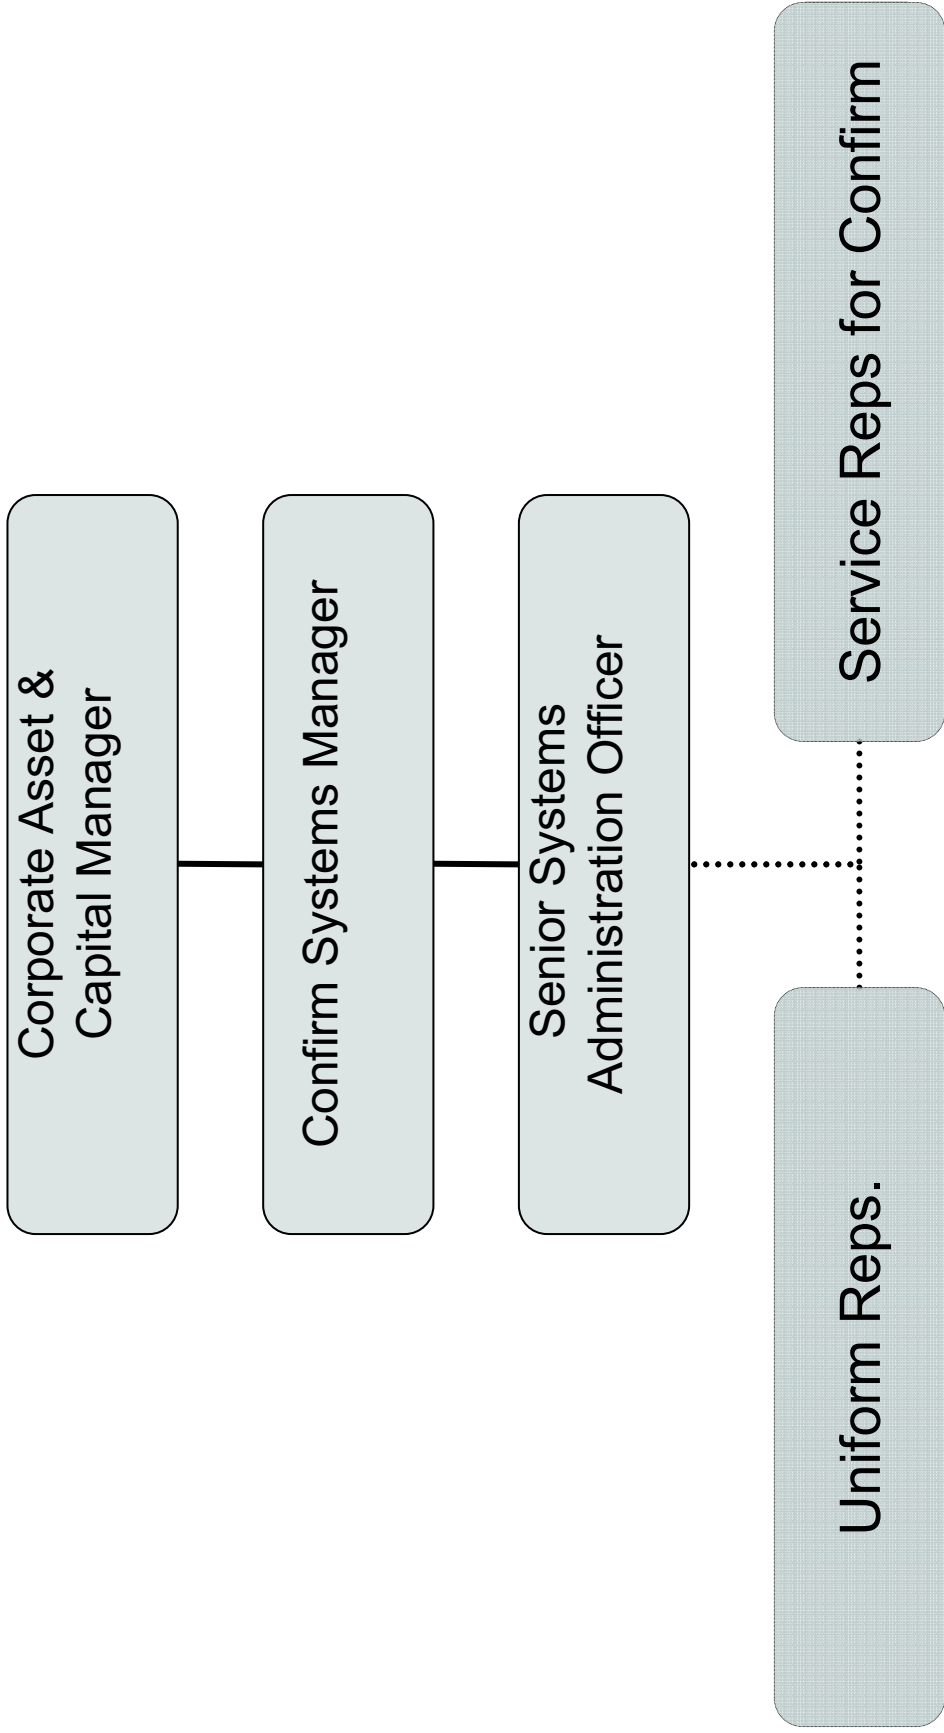 Corporate Asset &
Capital Manager
Confirm Systems Manager
Senior Systems
Administration Officer
Uniform Reps.
Service Reps for Confirm